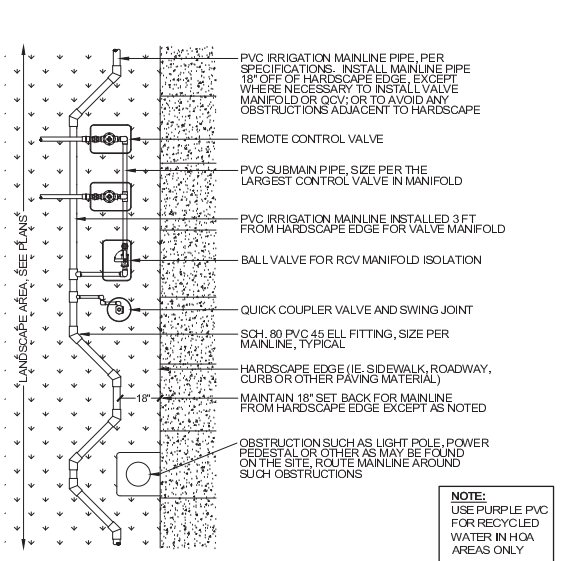 PVC IRRIGATION MAINLINE PIPE, PER
SPECIFICATIONS. INSTALL MAINLINE PIPE
18" OFF OF HARDSCAPE EDGE, EXCEPT
WHERE NECESSARY TO INSTALL VALVE
MANIFOLD OR QCV; OR TO AVOID ANY
OBSTRUCTIONS ADJACENT TO HARDSCAPE
REMOTE CONTROL VALVE
PVC SUBMAIN PIPE, SIZE PER THE
LARGEST CONTROL VALVE IN MANIFOLD
PVC IRRIGATION MAINLINE INSTALLED 3 FT
FROM HARDSCAPE EDGE FOR VALVE MANIFOLD
BALL VALVE FOR RCV MANIFOLD ISOLATION
QUICK COUPLER VALVE AND SWING JOINT
SCH. 80 PVC 45 ELL FITTING, SIZE PER
MAINLINE, TYPICAL
HARDSCAPE EDGE (IE. SIDEWALK, ROADWAY,
CURB OR OTHER PAVING MATERIAL)
MAINTAIN 18" SET BACK FOR MAINLINE
FROM HARDSCAPE EDGE EXCEPT AS NOTED
OBSTRUCTION SUCH AS LIGHT POLE, POWER
PEDESTAL OR OTHER AS MAY BE FOUND
ON THE SITE, ROUTE MAINLINE AROUND
SUCH OBSTRUCTIONS
LANDSCAPE AREA, SEE PLANS
18"
NOTE:
USE PURPLE PVC
FOR RECYCLED
WATER IN HOA
AREAS ONLY